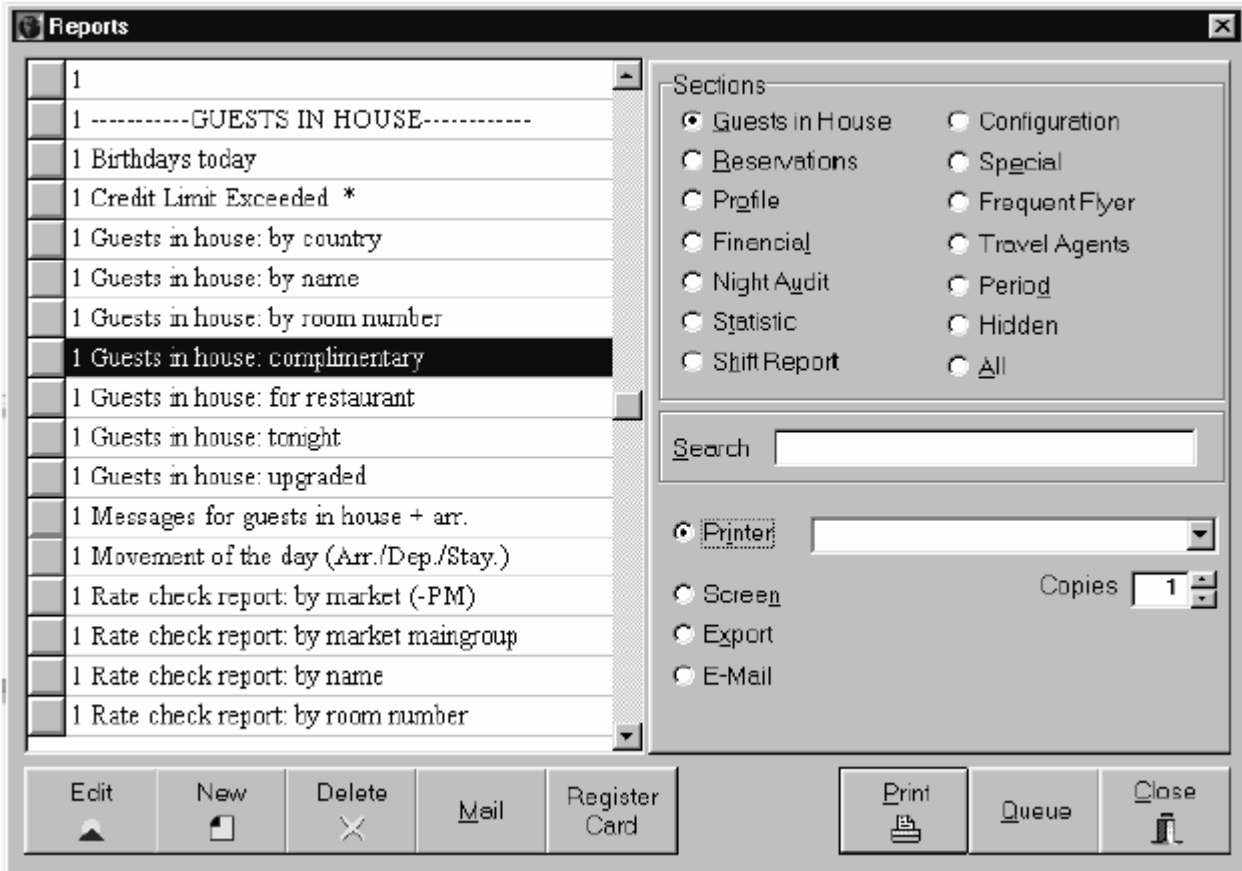 Reports
1
1 -----------GUESTS IN HOUSE------------
1 Birthdays today
1 Credit Limit Exceeded *
1 Guests in house: by country
1 Guests in house: by name
1 Guests in house: by room number
1 Guests in house: complimentary
1 Guests in house: for restaurant
1 Guests in house: tonight
1 Guests in house: upgraded
1 Messages for guests in house + arr.
1 Movement of the day (Arr./Dep./Stay.)
1 Rate check report: by market (-PM)
1 Rate check report: by market maingroup
1 Rate check report: by name
1 Rate check report: by room number
Sections
Guests in House
Reservations
Profile
Financial
Night Audit
Statistic
Shift Report
Configuration
Special
Frequent Flyer
Travel Agents
Period
Hidden
All
Search
Printer
Copies 1
Screen
Export
E-Mail
Edit
New
Delete
Mail
Register
Card
Print
Queue
Close